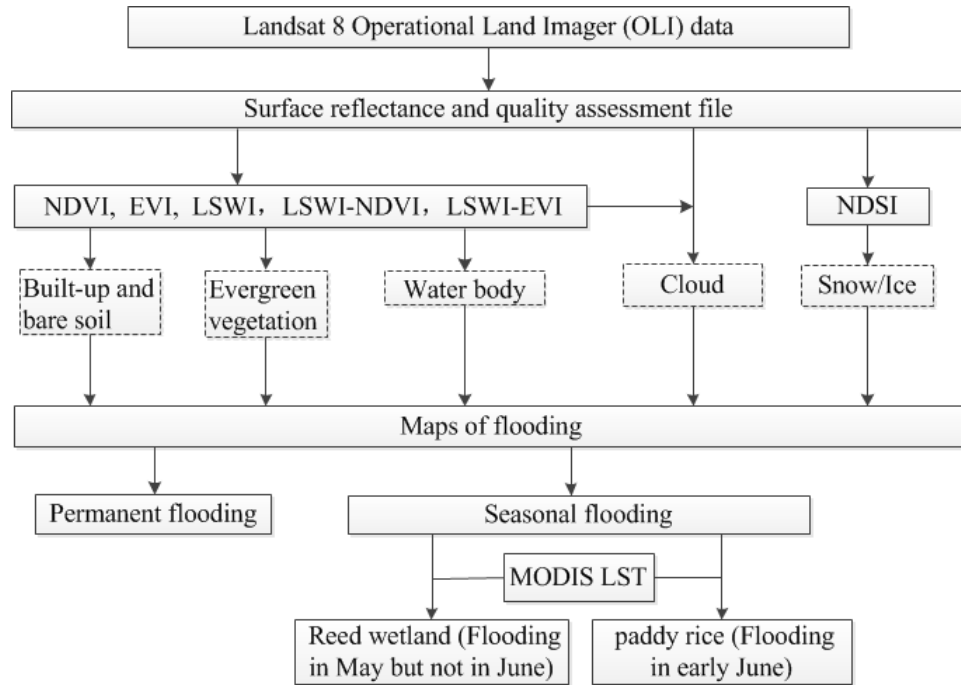 Landsat 8 Operational Land Imager (OLI) data
Surface reflectance and quality assessment file
NDVI, EVI, LSWI，LSWI-NDVI，LSWI-EVI
NDSI
Built-up and
bare soil
Evergreen
vegetation
Water body
Cloud
Snow/Ice
Maps of flooding
Permanent flooding
Seasonal flooding
MODIS LST
Reed wetland (Flooding
in May but not in June)
paddy rice (Flooding
in early June)